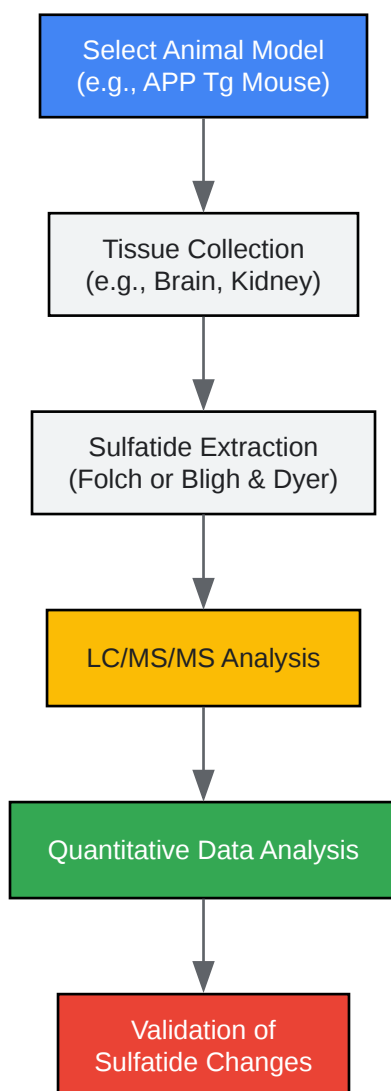 Select Animal Model
(e.g., APP Tg Mouse)
Tissue Collection
(e.g., Brain, Kidney)
Sulfatide Extraction
(Folch or Bligh & Dyer)
LC/MS/MS Analysis
Quantitative Data Analysis
Validation of
Sulfatide Changes